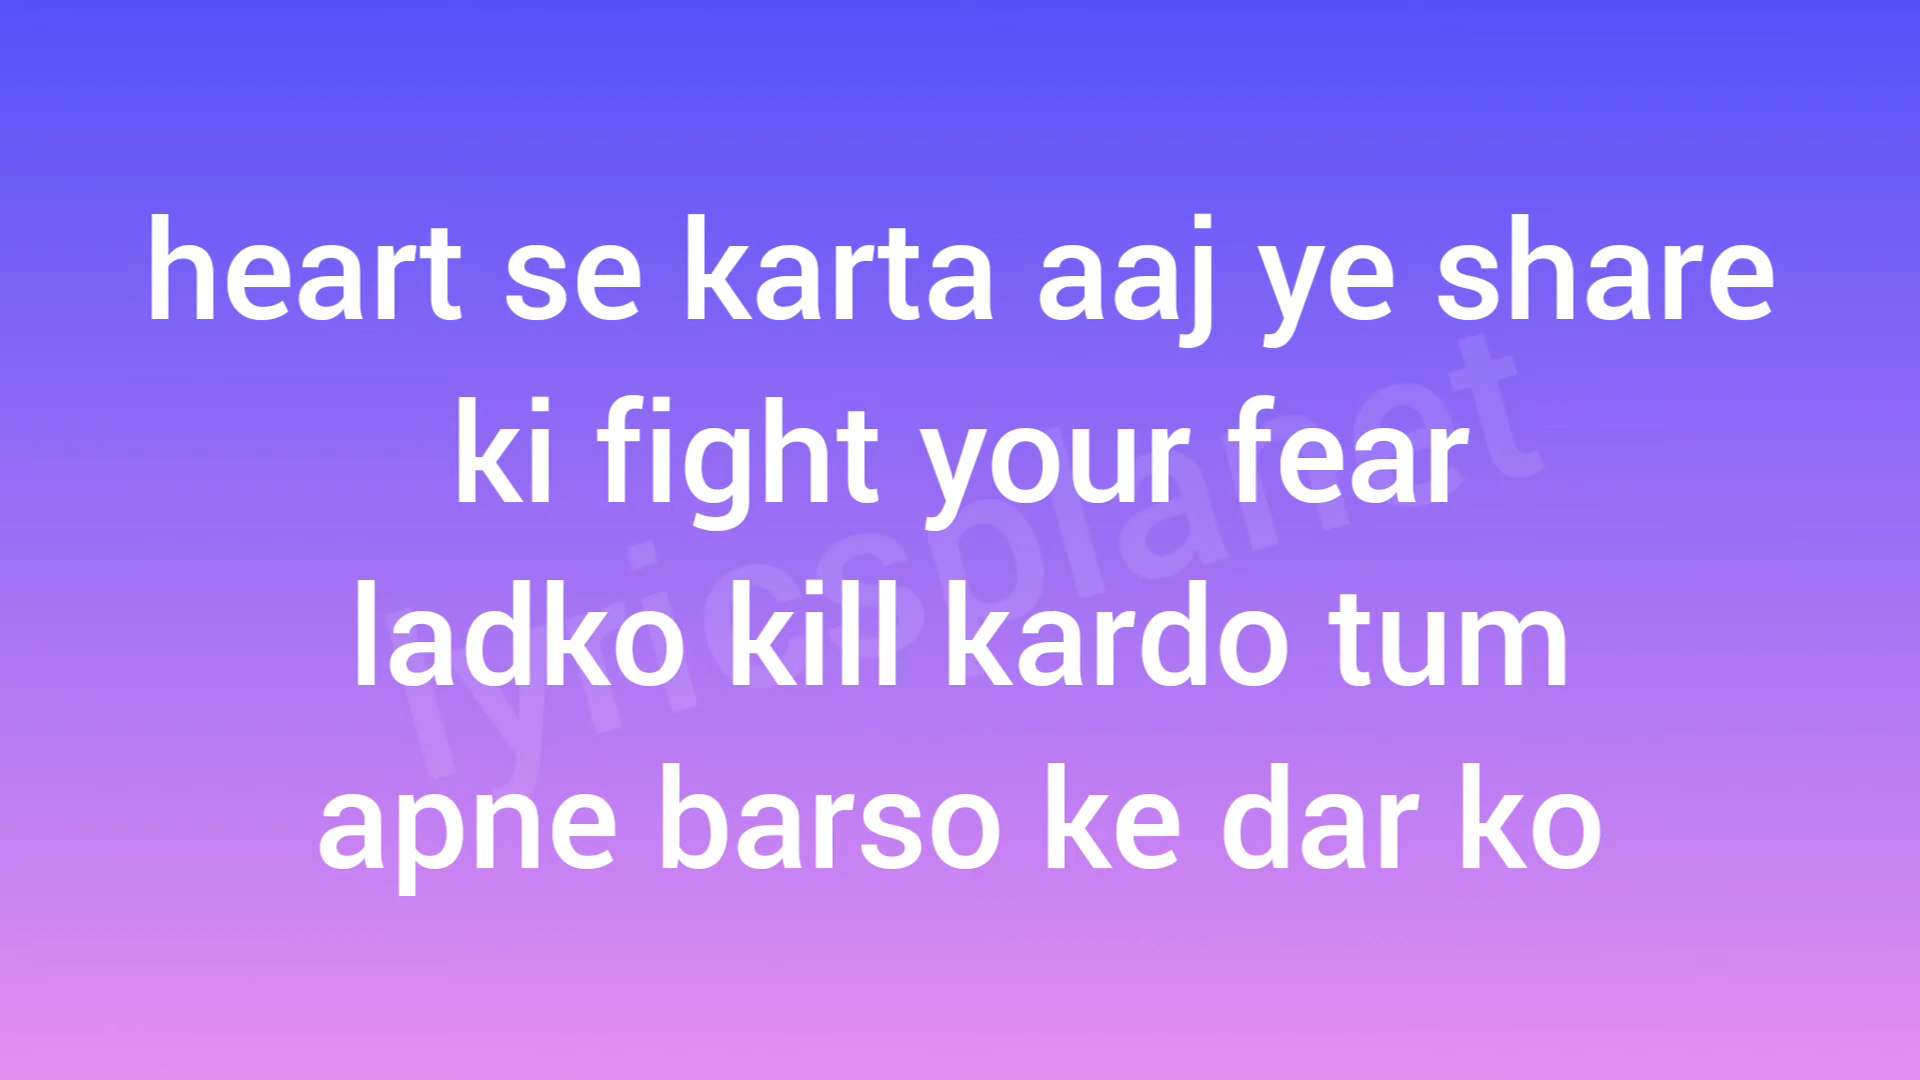 heart se karta aaj ye share
ki fight your fear
ladko kill kardo tum
apne barso ke dar ko
lyricsplanet